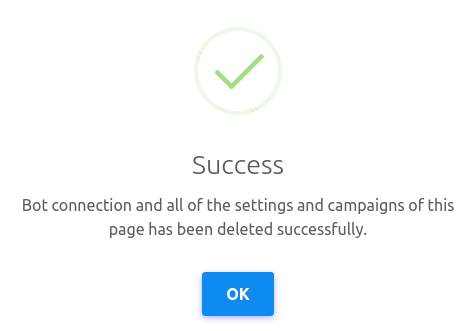 Success
Bot connection and all of the settings and campaigns of this
page has been deleted successfully.
OK